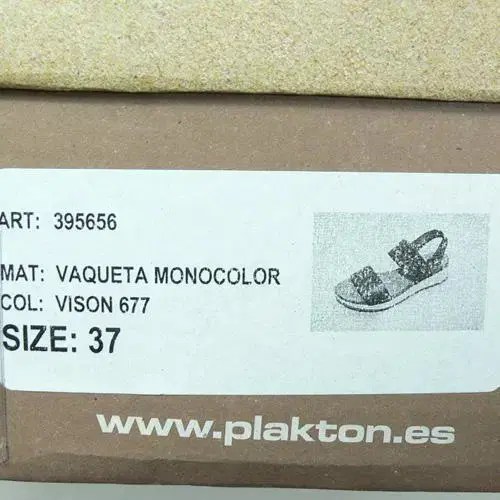 ART: 395656
MAT: VAQUETA MONOCOLOR
COL: VISON 677
SIZE: 37
www.plakton.es